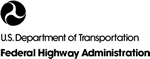 U.S. Department of Transportation
Federal Highway Administration